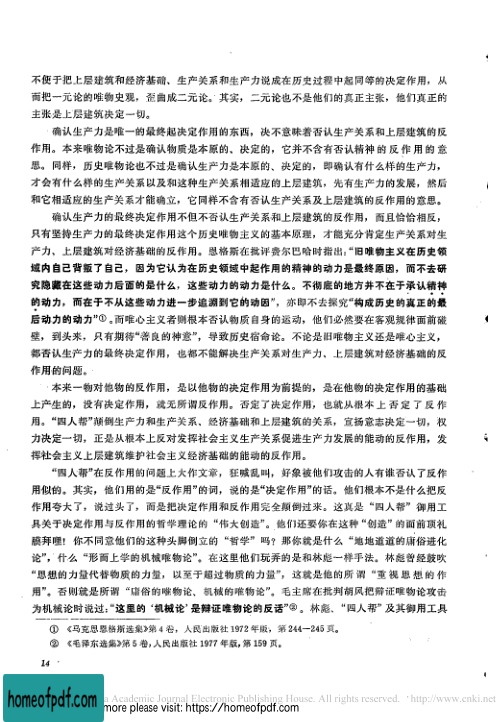 不便于把上层建筑和经济基础、生产关系和生产力说成在历史过程中起同等的决定作用，从
而把一元论的唯物史观，歪曲成二元论。其实，二元论也不是他们的真正主张，他们真正的
主张是上层建筑决定一切。
确认生产力是唯一的最终起决定作用的东西，决不意味着否认生产关系和上层建筑的反
作用。本来唯物论不过是确认物质是本原的、决定的，它并不含有否认精神的反作用的意
思。同样，历史唯物论也不过是确认生产力是本原的、决定的，即确认有什么样的生产力，
才会有什么样的生产关系以及和这种生产关系相适应的上层建筑，先有生产力的发展，然后
和它相适应的生产关系才能确立，它同样不含有否认生产关系及上层建筑的反作用的意思。
确认生产力的最终决定作用不但不否认生产关系和上层建筑的反作用，而且恰恰相反，
只有坚持生产力的最终决定作用这个历史唯物主义的基本原理，才能充分肯定生产关系对生
产力、上层建筑对经济基础的反作用。恩格斯在批评费尔巴哈时指出：“旧唯物主义在历史领
域内自己背叛了自己，因为它认为在历史领域中起作用的精神的动力是最终原因，而不去研
究隐藏在这些动力后面的是什么，这些动力的动力是什么。不彻底的地方并不在于承认精神
的动力，而在于不从这些动力进一步追溯到它的动因”，亦即不去探究“构成历史的真正的最
后动力的动力”①。而唯心主义者则根本否认物质自身的运动，他们必然要在客观规律面前碰
壁，到头来，只有期待“善良的神意”，导致历史宿命论。不论是旧唯物主义还是唯心主义，
都否认生产力的最终决定作用，也都不能解决生产关系对生产力、上层建筑对经济基础的反
作用的问题。
本来一物对他物的反作用，是以他物的决定作用为前提的，是在他物的决定作用的基础
上产生的，没有决定作用，就无所谓反作用。否定了决定作用，也就从根本上否定了反作
用。“四人帮”颠倒生产力和生产关系、经济基础和上层建筑的关系，宣扬意志决定一切，权
力决定一切，正是从根本上反对发挥社会主义生产关系促进生产力发展的能动的反作用，发
挥社会主义上层建筑维护社会主义经济基础的能动的反作用。
“四人帮”在反作用的问题上大作文章，狂喊乱叫，好象被他们攻击的人有谁否认了反作
用似的。其实，他们用的是“反作用”的词，说的是“决定作用”的话。他们根本不是什么把反
作用夸大了，说过头了，而是把决定作用和反作用完全颠倒过来。这真是“四人帮”御用工
具关于决定作用与反作用的哲学理论的“伟大创造”。他们还要你在这种“创造”的面前顶礼
膜拜哩！你不同意他们的这种头脚倒立的“哲学”吗？那你就是什么“地地道道的庸俗进化
论”，什么“形而上学的机械唯物论”。在这里他们玩弄的是和林彪一样手法。林彪曾经鼓吹
“思想的力量代替物质的力量，以至于超过物质的力量”，这就是他的所谓“重视思想的作
用”。否则就是所谓“庸俗的唯物论、机械的唯物论”。毛主席在批判胡风把辩证唯物论攻击
为机械论时说过：“这里的‘机械论’是辩证唯物论的反话”②。林彪、“四人帮”及其御用工具
① 《马克思恩格斯选集》第4卷，人民出版社1972年版，第244—245页。
② 《毛泽东选集》第5卷，人民出版社1977年版，第159页。
14
a Academic Journal Electronic Publishing House. All rights reserved. http://www.cnki.net
homeofpdf.com
more please visit: https://homeofpdf.com